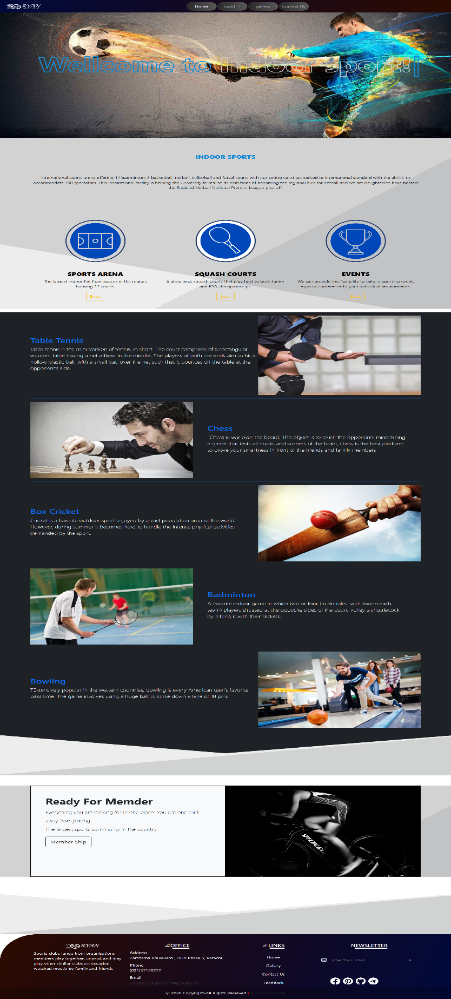 RYAN
Home Sport gallery Contact Us
Wellcome to Indoor sport!
INDOOR SPORTS
International sports arena offering 12 badminton, 3 basketball, netball, volleyball and futsal courts with our centre court accredited to international standard with the ability to
accommodate 750 spectators. This inspirational facility is helping the University to realise its ambitions of becoming the regional hub for netball and we are delighted to have hosted
the England Netball National Premier League play off.
SPORTS ARENA
The largest indoor flat floor spaces in the region,
housing 12 courts
Book
SQUASH COURTS
6 glass back squash courts that play host to both Junior
and PSA championships
Book
EVENTS
We can provide the flexibility to tailor a sporting event,
expo or conference to your individual requirements
Book
Table Tennis
Table tennis is the mini-version of tennis, in short. The court comprises of a rectangular
wooden table having a net affixed in the middle. The players at both the ends aim to hit a
hollow plastic ball, with a small bat, over the net such that it bounces off the table at the
opponent's side.
Chess
"Chess is war over the board. The object is to crush the opponents mind.'Being
a game that tests all nooks and corners of the brain, chess is the best platform
to prove your smartness in front of the friends and family members
Box Cricket
Cricket is a favorite outdoor sport enjoyed by a vast population around the world.
However, during summer it becomes hard to handle the intense physical activities
demanded by the sport.
Badminton
A favorite indoor game in which two or four (in doubles, with two in each
team) players situated at the opposite sides of the court, volley a shuttlecock
by hitting it with their rackets.
Bowling
TExtensively popular in the western countries, bowling is every American teen's favorite
pass time. The game involves using a huge ball to strike down a lane of 10 pins
Ready For Memder
Everything you are looking for in one place. You are one click
away from joining
The largest sports community in the country.
Member Ship
RYAN
Sports clubs range from organisations
members play together, unpaid, and may
play other similar clubs on occasion,
watched mostly by family and friends
OFFICE
Address
Zamzama Boulevard , DHA Phase 5, Karachi
Phone
(021)37130277
Email
LINKS
Home
Gallery
Contact Us
Feedback
NEWSLETTER
Enter Your Email
© 2020 Copyright-All Rights Reserved |